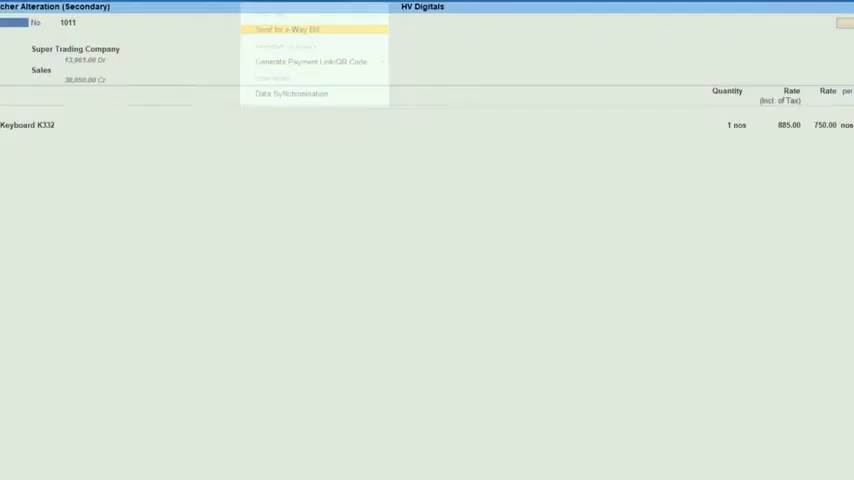 cher Alteration (Secondary) HV Digitals
No 1011
Send for e-Way Bill
Super Trading Company
13,961.00 Dr
Generate Payment Link/QR Code
Sales
38,050.00 Cr
Data SyNchronisation
Quantity Rate Rate per
(Incl. of Tax)
Keyboard K332 1 nos 885.00 750.00 nos